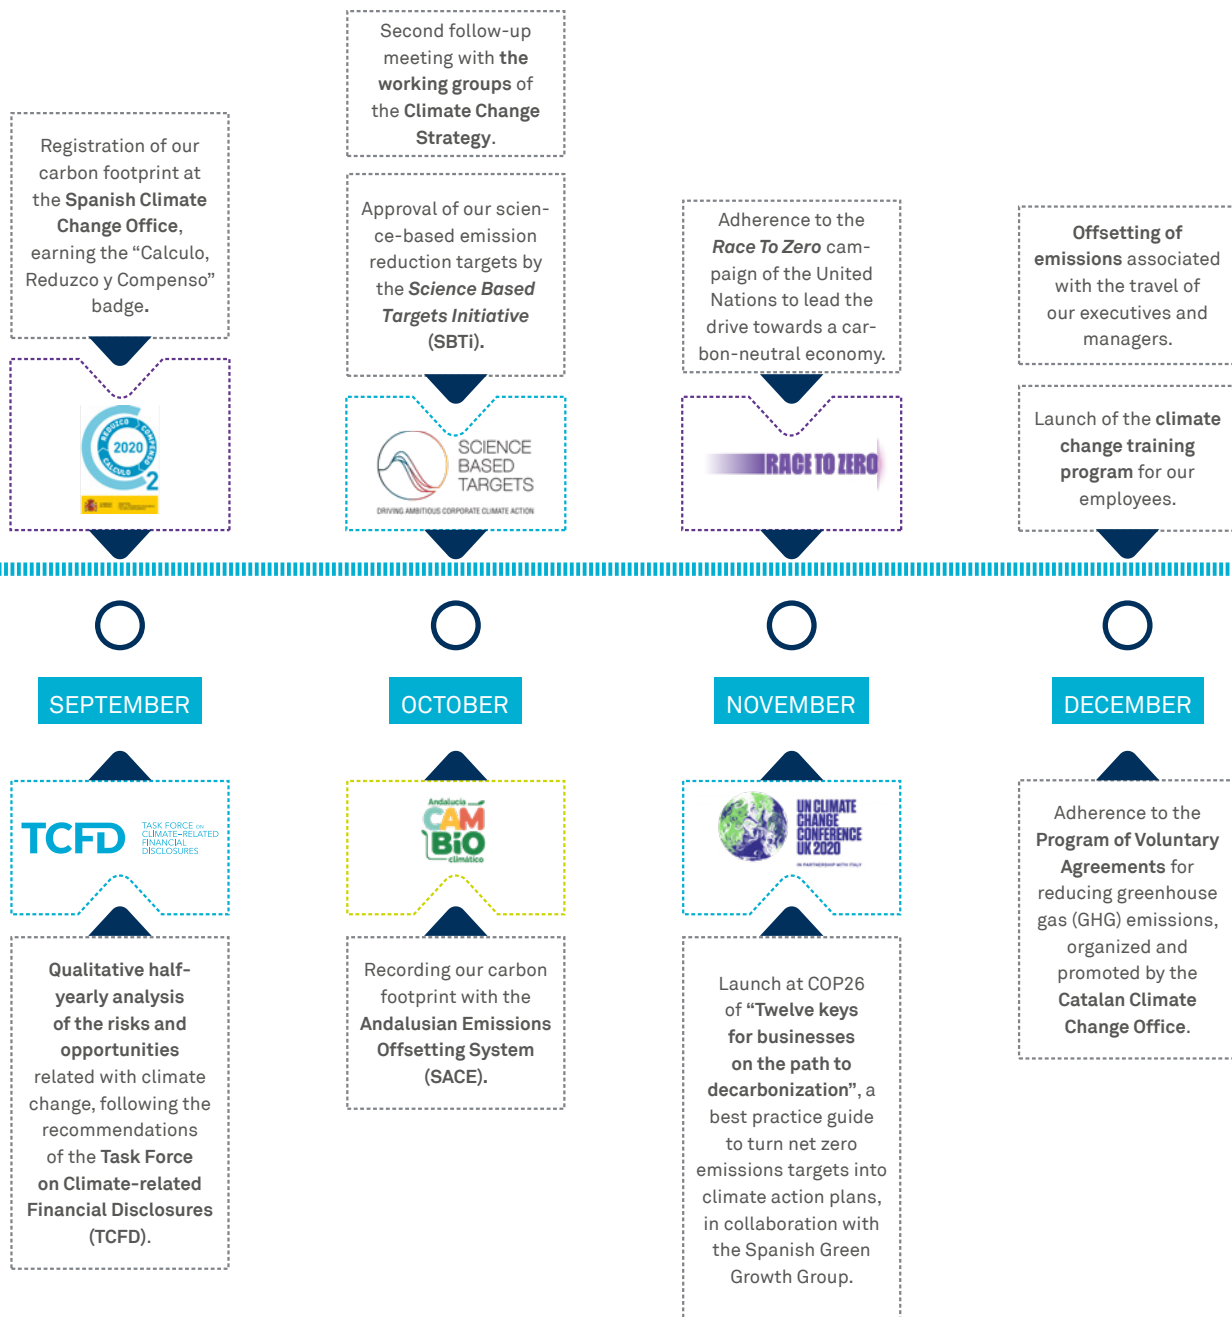 Second follow-up
meeting with the
working groups of
the Climate Change
Strategy.
Registration of our
carbon footprint at
the Spanish Climate
Change Office,
earning the “Calculo,
Reduzco y Compenso”
badge.
Approval of our scien-
ce-based emission
reduction targets by
the Science Based
Targets Initiative
(SBTi).
Adherence to the
Race To Zero cam-
paign of the United
Nations to lead the
drive towards a car-
bon-neutral economy.
Offsetting of
emissions associated
with the travel of
our executives and
managers.
Launch of the climate
change training
program for our
employees.
CALCULO REDUZCO COMPENSO
2020
2
SCIENCE
BASED
TARGETS
DRIVING AMBITIOUS CORPORATE CLIMATE ACTION
RACE TO ZERO
SEPTEMBER
OCTOBER
NOVEMBER
DECEMBER
TCFD
TASK FORCE ON
CLIMATE-RELATED
FINANCIAL
DISCLOSURES
Andalucía
CAM
BiO
climático
UN CLIMATE
CHANGE
CONFERENCE
UK 2020
IN PARTNERSHIP WITH ITALY
Qualitative half-
yearly analysis
of the risks and
opportunities
related with climate
change, following the
recommendations
of the Task Force
on Climate-related
Financial Disclosures
(TCFD).
Recording our carbon
footprint with the
Andalusian Emissions
Offsetting System
(SACE).
Launch at COP26
of “Twelve keys
for businesses
on the path to
decarbonization”, a
best practice guide
to turn net zero
emissions targets into
climate action plans,
in collaboration with
the Spanish Green
Growth Group.
Adherence to the
Program of Voluntary
Agreements for
reducing greenhouse
gas (GHG) emissions,
organized and
promoted by the
Catalan Climate
Change Office.